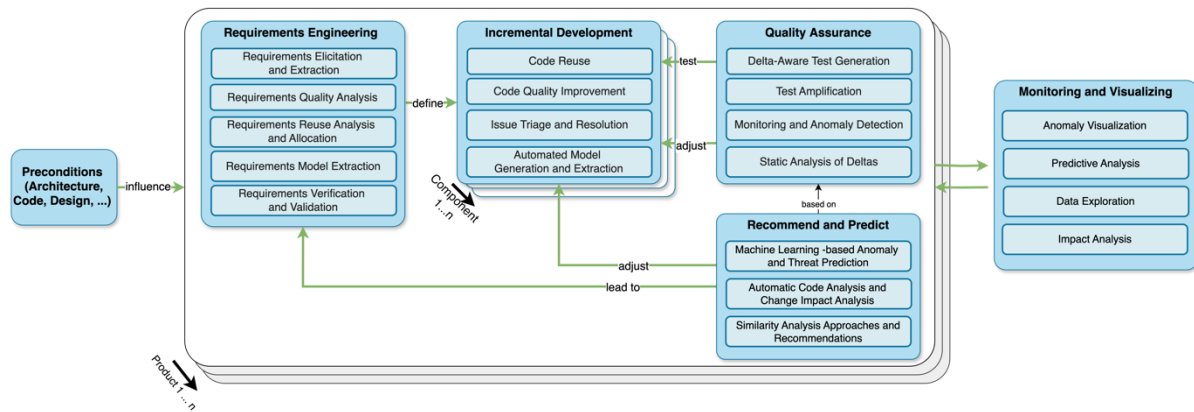 Preconditions
(Architecture,
Code, Design, ...)
influence
Requirements Engineering
Requirements Elicitation
and Extraction
Requirements Quality Analysis
Requirements Reuse Analysis
and Allocation
Requirements Model Extraction
Requirements Verification
and Validation
define
Incremental Development
Code Reuse
Code Quality Improvement
Issue Triage and Resolution
Automated Model
Generation and Extraction
Component
1...n
test
adjust
Quality Assurance
Delta-Aware Test Generation
Test Amplification
Monitoring and Anomaly Detection
Static Analysis of Deltas
based on
Recommend and Predict
Machine Learning -based Anomaly
and Threat Prediction
Automatic Code Analysis and
Change Impact Analysis
Similarity Analysis Approaches and
Recommendations
adjust
lead to
Product 1 ... n
Monitoring and Visualizing
Anomaly Visualization
Predictive Analysis
Data Exploration
Impact Analysis